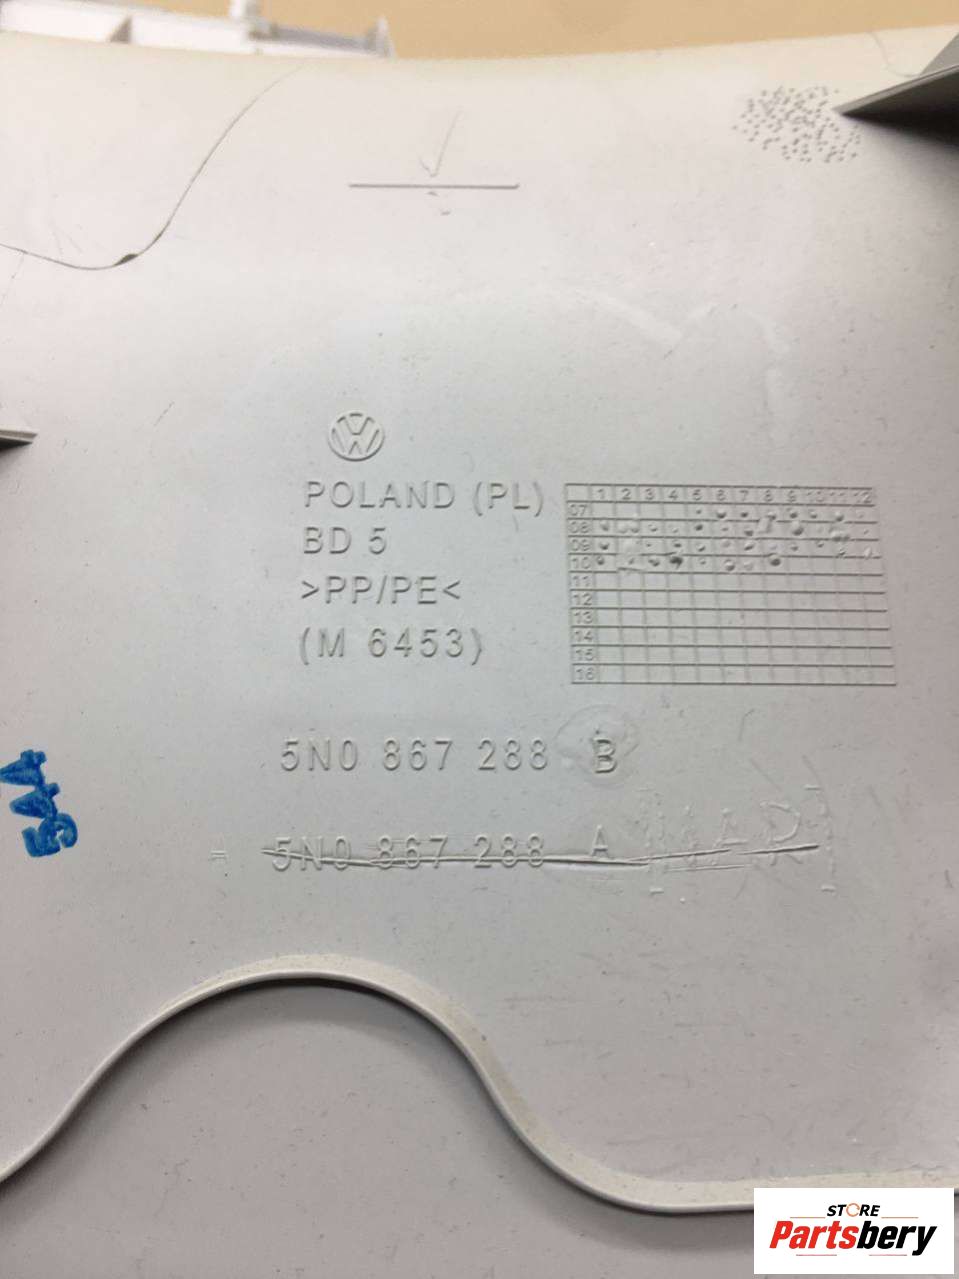 POLAND (PL)
BD 5
>PP/PE<
(M 6453)
1 2 3 4 5 6 7 8 9 10 11 12
07
08
09
10
11
12
13
14
15
16
5N0 867 288 B
5N0 867 288 A
STORE
Partsbery